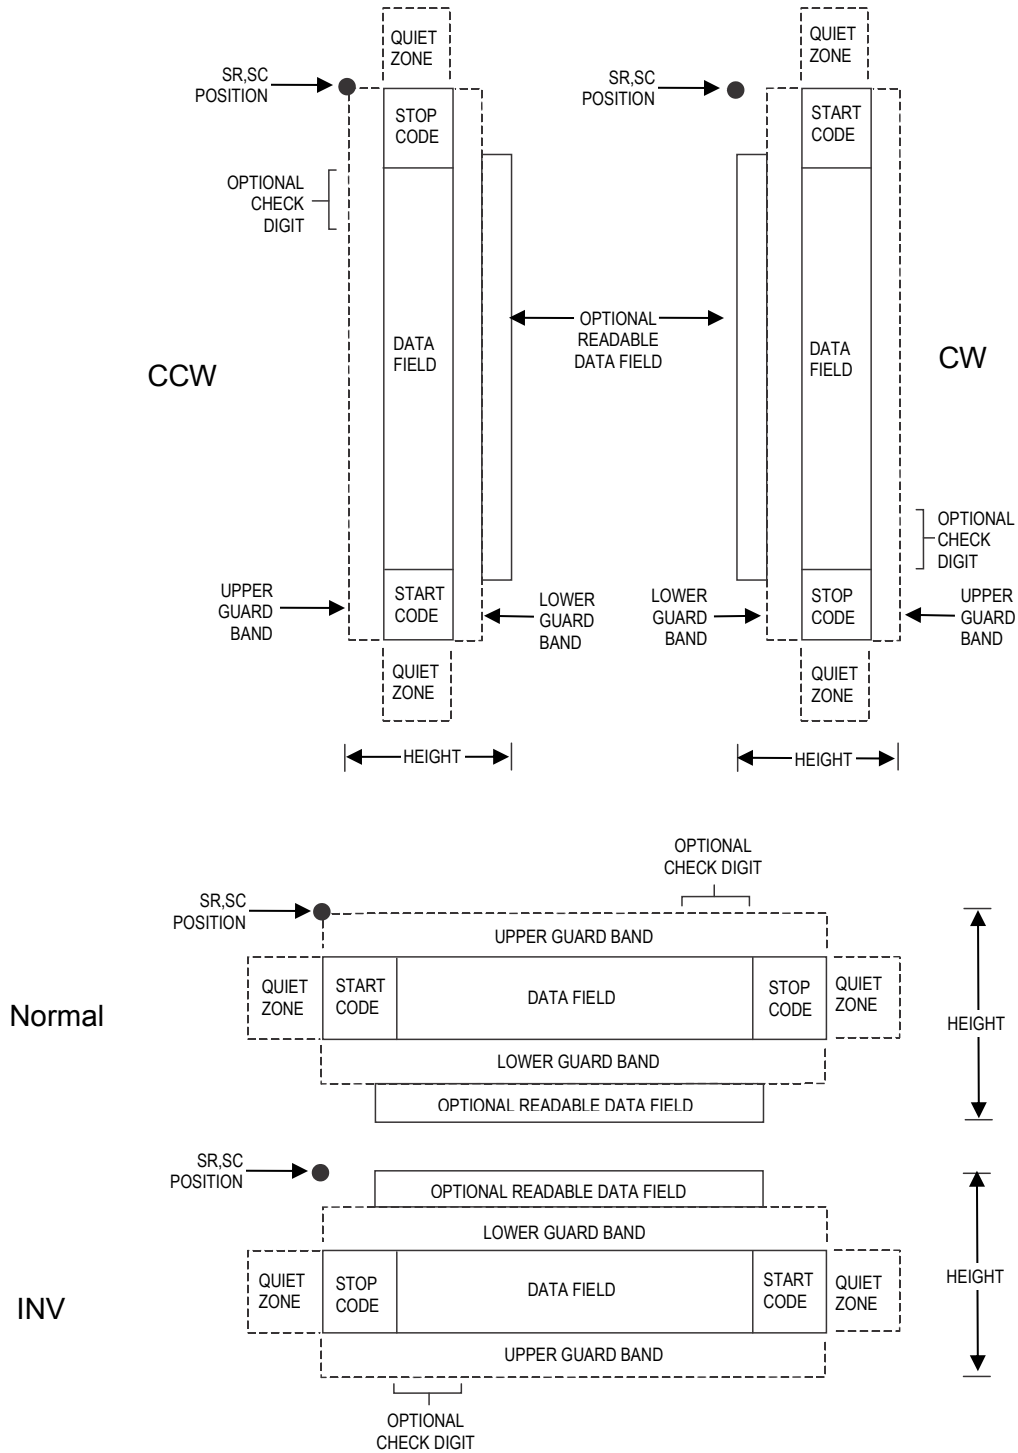 QUIET
ZONE
QUIET
ZONE
SR,SC
POSITION
SR,SC
POSITION
STOP
CODE
START
CODE
OPTIONAL
CHECK
DIGIT
OPTIONAL
READABLE
DATA FIELD
DATA
FIELD
DATA
FIELD
CCW
CW
OPTIONAL
CHECK
DIGIT
UPPER
GUARD
BAND
START
CODE
LOWER
GUARD
BAND
LOWER
GUARD
BAND
STOP
CODE
UPPER
GUARD
BAND
QUIET
ZONE
QUIET
ZONE
HEIGHT
HEIGHT
OPTIONAL
CHECK DIGIT
SR,SC
POSITION
UPPER GUARD BAND
Normal
QUIET
ZONE
START
CODE
DATA FIELD
STOP
CODE
QUIET
ZONE
HEIGHT
LOWER GUARD BAND
OPTIONAL READABLE DATA FIELD
SR,SC
POSITION
OPTIONAL READABLE DATA FIELD
LOWER GUARD BAND
INV
QUIET
ZONE
STOP
CODE
DATA FIELD
START
CODE
QUIET
ZONE
HEIGHT
UPPER GUARD BAND
OPTIONAL
CHECK DIGIT